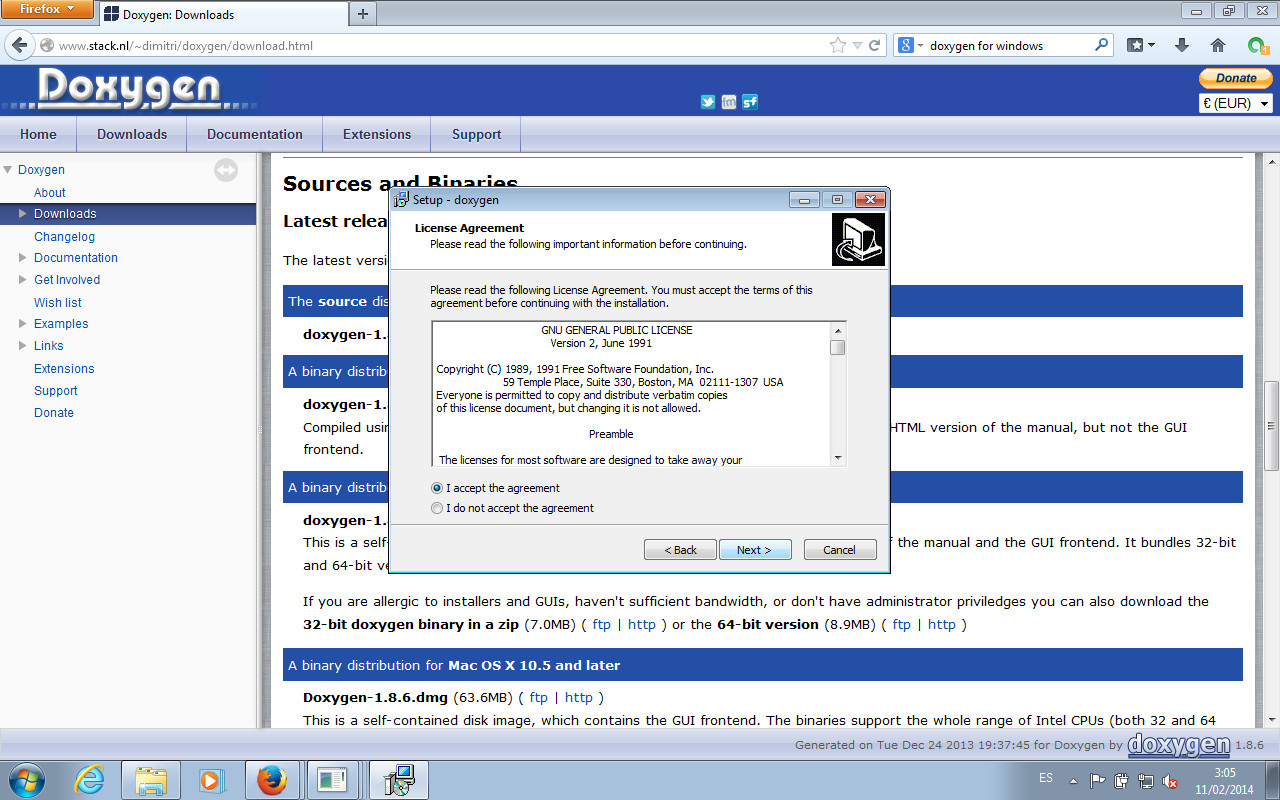 Firefox
Doxygen: Downloads
www.stack.nl/~dimitri/doxygen/download.html
doxygen for windows
Doxygen
Donate
€ (EUR)
Home Downloads Documentation Extensions Support
Doxygen
About
Downloads
Changelog
Documentation
Get Involved
Wish list
Examples
Links
Extensions
Support
Donate
Sources and Binaries
Latest relea
The latest versi
The source dis
doxygen-1.
A binary distrib
doxygen-1.
Compiled usin
HTML version of the manual, but not the GUI
frontend.
A binary distrib
doxygen-1.
This is a self-
f the manual and the GUI frontend. It bundles 32-bit
and 64-bit ve
If you are allergic to installers and GUIs, haven't sufficient bandwidth, or don't have administrator priviledges you can also download the
32-bit doxygen binary in a zip (7.0MB) ( ftp | http ) or the 64-bit version (8.9MB) ( ftp | http )
A binary distribution for Mac OS X 10.5 and later
Doxygen-1.8.6.dmg (63.6MB) ( ftp | http )
This is a self-contained disk image, which contains the GUI frontend. The binaries support the whole range of Intel CPUs (both 32 and 64
Setup - doxygen
License Agreement
Please read the following important information before continuing.
Please read the following License Agreement. You must accept the terms of this
agreement before continuing with the installation.
GNU GENERAL PUBLIC LICENSE
Version 2, June 1991
Copyright (C) 1989, 1991 Free Software Foundation, Inc.
59 Temple Place, Suite 330, Boston, MA 02111-1307 USA
Everyone is permitted to copy and distribute verbatim copies
of this license document, but changing it is not allowed.
Preamble
The licenses for most software are designed to take away your
I accept the agreement
I do not accept the agreement
< Back Next > Cancel
Generated on Tue Dec 24 2013 19:37:45 for Doxygen by doxygen 1.8.6
ES
3:05
11/02/2014